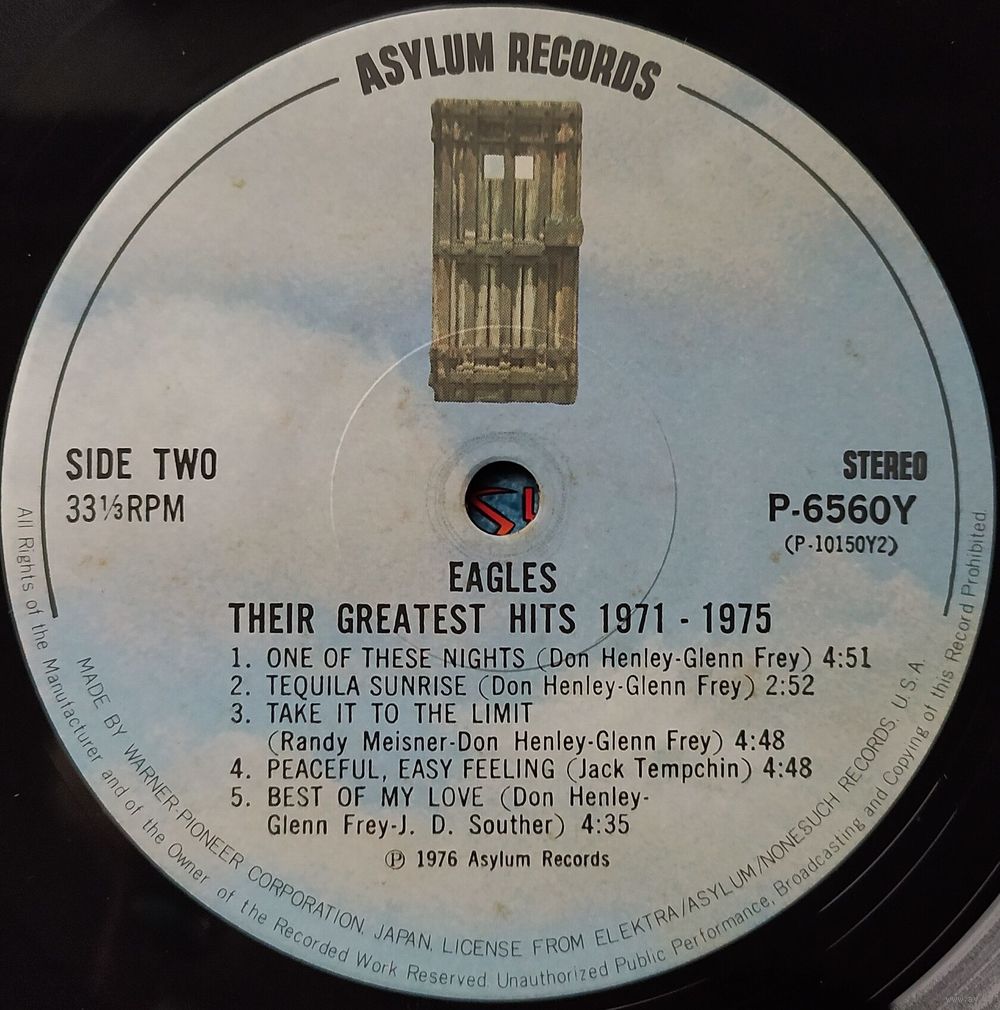 ASYLUM RECORDS
SIDE TWO
33⅓RPM
STEREO
P-6560Y
(P-10150Y2)
EAGLES
THEIR GREATEST HITS 1971 - 1975
1. ONE OF THESE NIGHTS (Don Henley-Glenn Frey) 4:51
2. TEQUILA SUNRISE (Don Henley-Glenn Frey) 2:52
3. TAKE IT TO THE LIMIT
(Randy Meisner-Don Henley-Glenn Frey) 4:48
4. PEACEFUL, EASY FEELING (Jack Tempchin) 4:48
5. BEST OF MY LOVE (Don Henley-
Glenn Frey-J. D. Souther) 4:35
Ⓟ 1976 Asylum Records
MADE BY WARNER-PIONEER CORPORATION, JAPAN, LICENSE FROM ELEKTRA/ASYLUM/NONESUCH RECORDS. U.S.A.
All Rights of the Manufacturer and of the Owner of the Recorded Work Reserved. Unauthorized Public Performance, Broadcasting and Copying of this Record Prohibited.